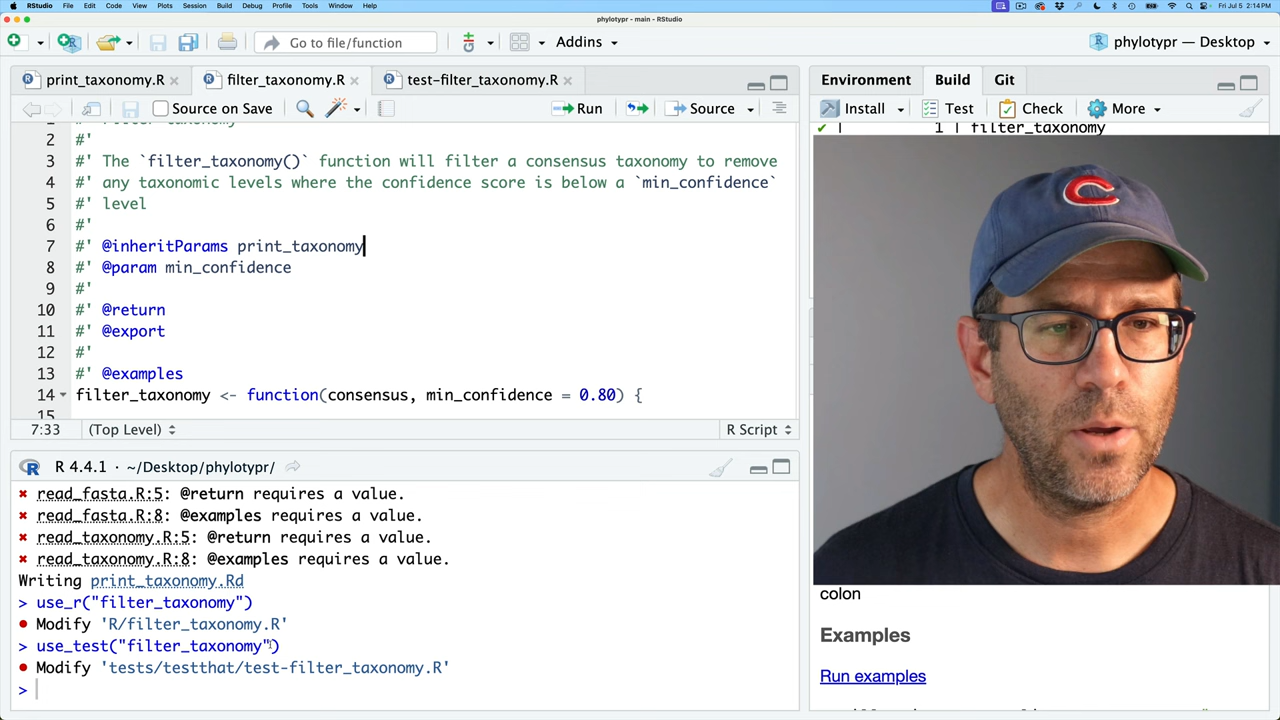 RStudio File Edit Code View Plots Session Build Debug Profile Tools Window Help
Fri Jul 5 2:14 PM
phylotypr - main - RStudio
Go to file/function
Addins
phylotypr — Desktop
print_taxonomy.R
filter_taxonomy.R
test-filter_taxonomy.R
Source on Save
Run
Source
2 #'
3 #' The `filter_taxonomy()` function will filter a consensus taxonomy to remove
4 #' any taxonomic levels where the confidence score is below a `min_confidence`
5 #' level
6 #'
7 #' @inheritParams print_taxonomy
8 #' @param min_confidence
9 #'
10 #' @return
11 #' @export
12 #'
13 #' @examples
14 filter_taxonomy <- function(consensus, min_confidence = 0.80) {
15
7:33 (Top Level) R Script
R 4.4.1 · ~/Desktop/phylotypr/
✖ read_fasta.R:5: @return requires a value.
✖ read_fasta.R:8: @examples requires a value.
✖ read_taxonomy.R:5: @return requires a value.
✖ read_taxonomy.R:8: @examples requires a value.
Writing print_taxonomy.Rd
> use_r("filter_taxonomy")
• Modify 'R/filter_taxonomy.R'
> use_test("filter_taxonomy")
• Modify 'tests/testthat/test-filter_taxonomy.R'
>
Environment Build Git
Install Test Check More
✔ | 1 | filter_taxonomy
colon
Examples
Run examples